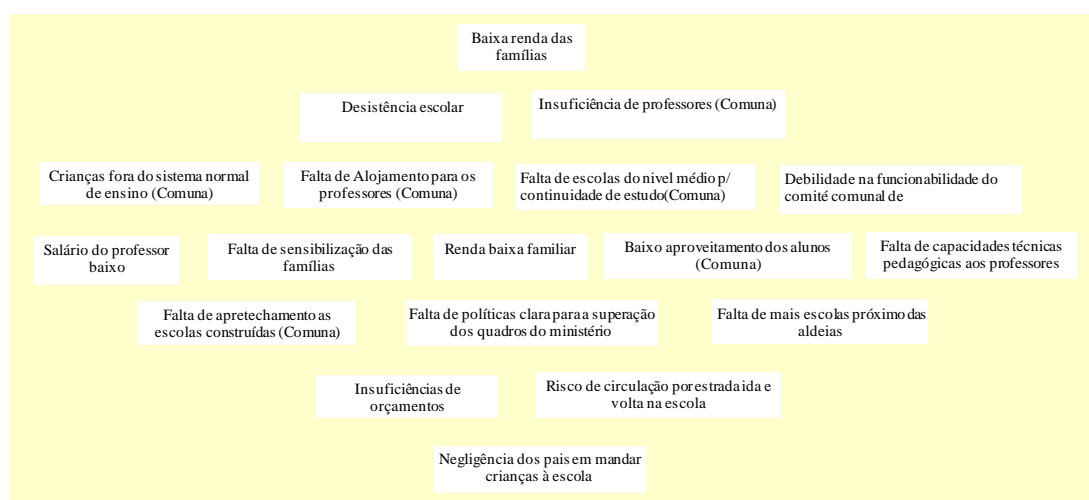 Baixa renda das
famílias
Desistência escolar
Insuficiência de professores (Comuna)
Crianças fora do sistema normal
de ensino (Comuna)
Falta de Alojamento para os
professores (Comuna)
Falta de escolas do nivel médio p/
continuidade de estudo(Comuna)
Debilidade na funcionabilidade do
comité comunal de
Salário do professor
baixo
Falta de sensibilização das
famílias
Renda baixa familiar
Baixo aproveitamento dos alunos
(Comuna)
Falta de capacidades técnicas
pedagógicas aos professores
Falta de apretechamento as
escolas construídas (Comuna)
Falta de políticas clara para a superação
dos quadros do ministério
Falta de mais escolas próximo das
aldeias
Insuficiências de
orçamentos
Risco de circulação por estrada ida e
volta na escola
Negligência dos pais em mandar
crianças à escola